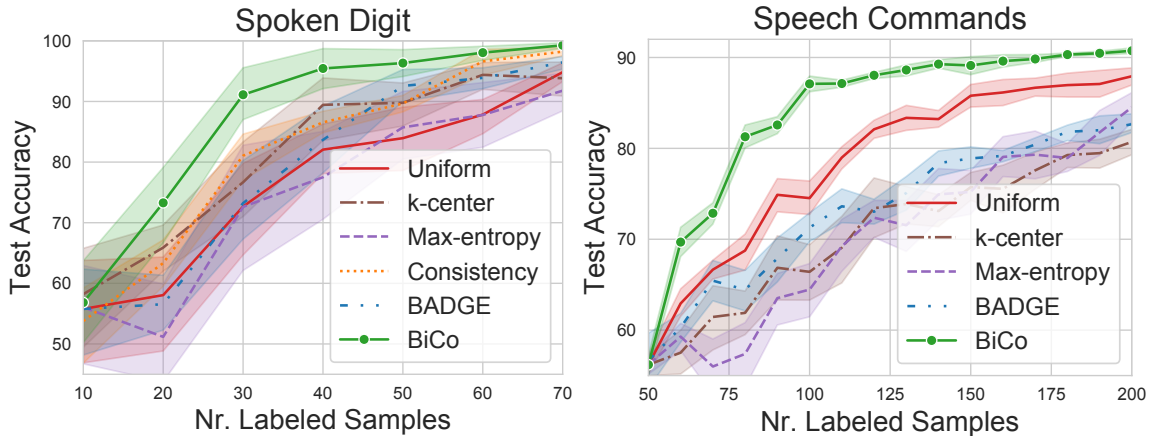 Spoken Digit
Test Accuracy
100
90
80
70
60
50
Uniform
k-center
Max-entropy
Consistency
BADGE
BiCo
10 20 30 40 50 60 70
Nr. Labeled Samples
Speech Commands
Test Accuracy
90
80
70
60
Uniform
k-center
Max-entropy
BADGE
BiCo
50 75 100 125 150 175 200
Nr. Labeled Samples